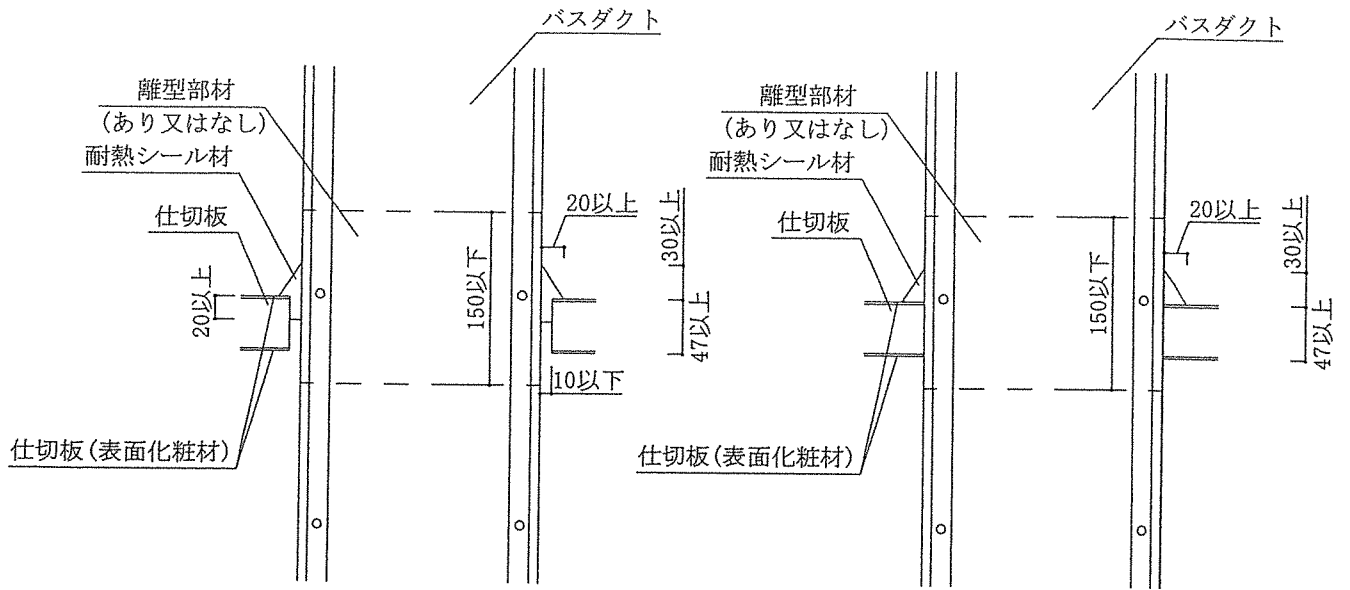 バスダクト
離型部材
(あり又はなし)
耐熱シール材
仕切板
20以上
150以下
20以上
30以上
47以上
10以下
仕切板(表面化粧材)
バスダクト
離型部材
(あり又はなし)
耐熱シール材
仕切板
150以下
20以上
30以上
47以上
仕切板(表面化粧材)